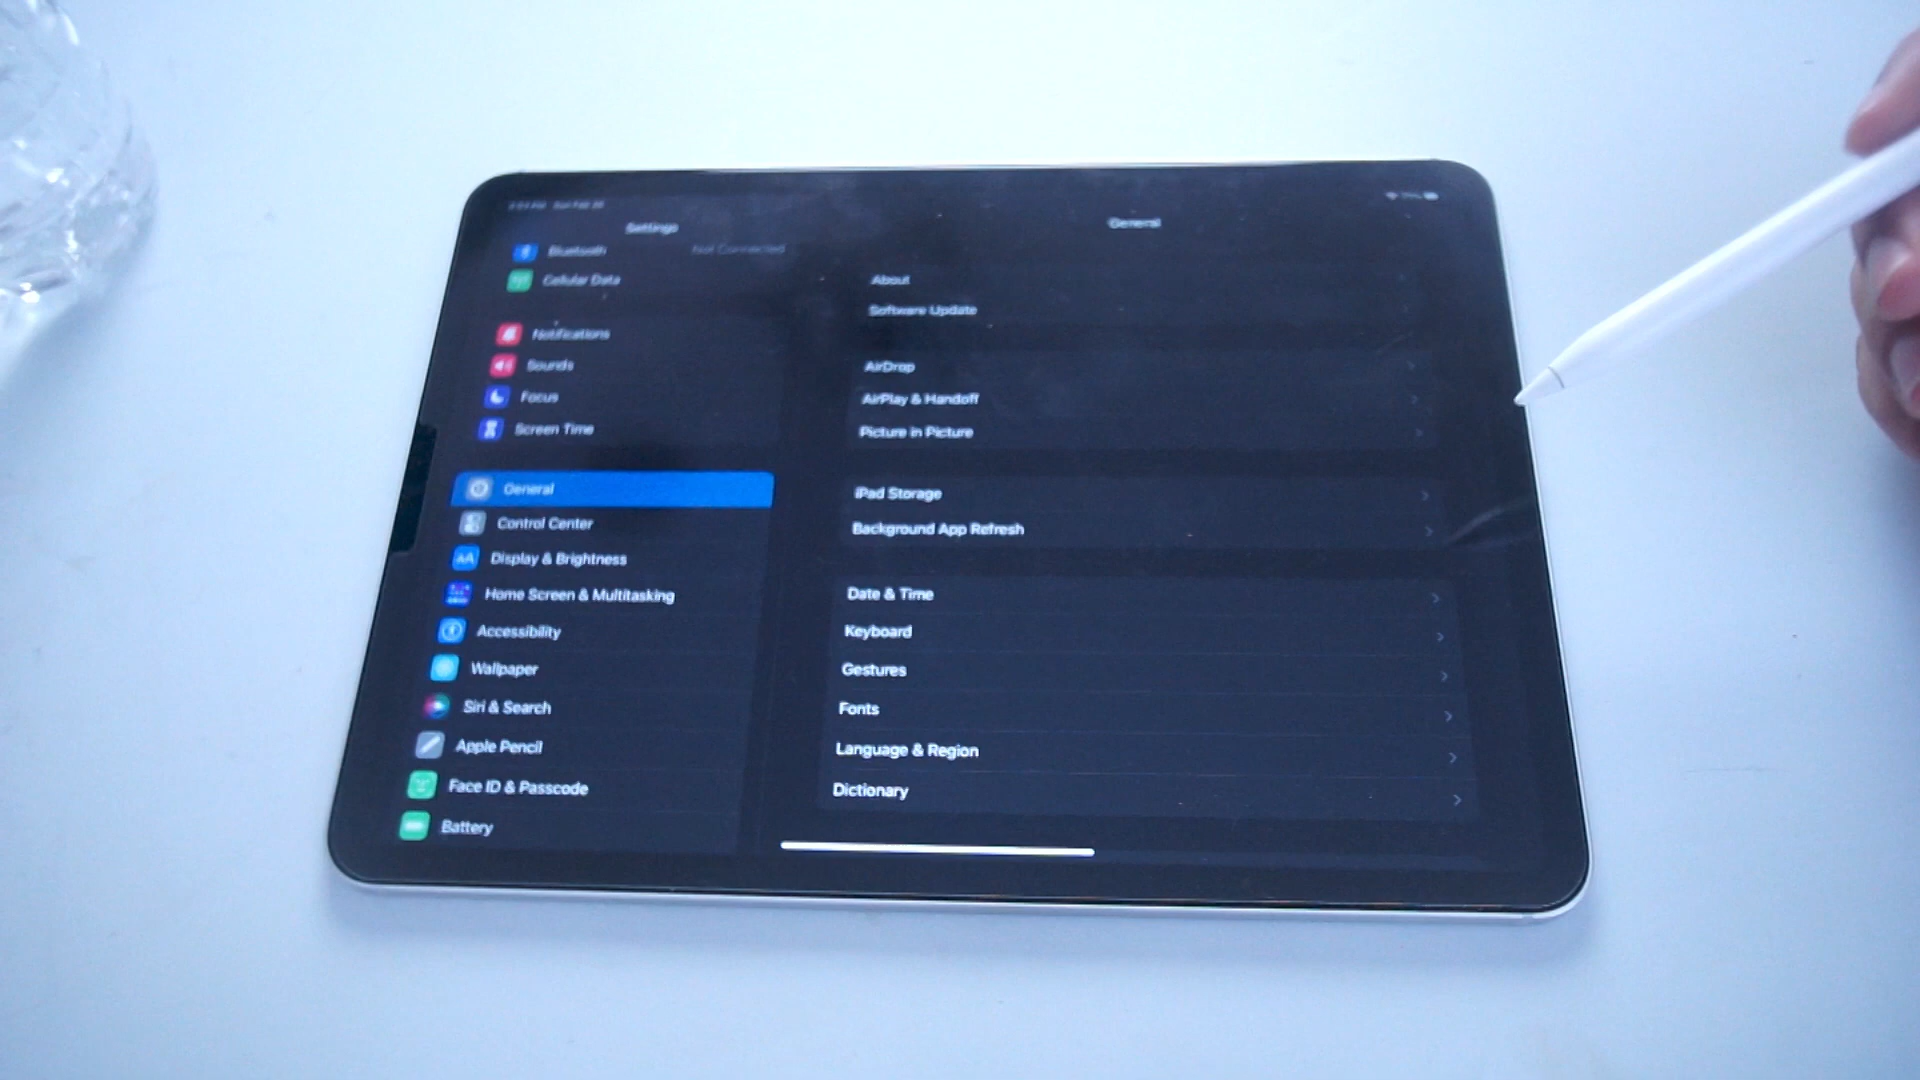 Settings
Bluetooth Not Connected
Cellular Data
Notifications
Sounds
Focus
Screen Time
General
Control Center
Display & Brightness
Home Screen & Multitasking
Accessibility
Wallpaper
Siri & Search
Apple Pencil
Face ID & Passcode
Battery
General
About
Software Update
AirDrop
AirPlay & Handoff
Picture in Picture
iPad Storage
Background App Refresh
Date & Time
Keyboard
Gestures
Fonts
Language & Region
Dictionary